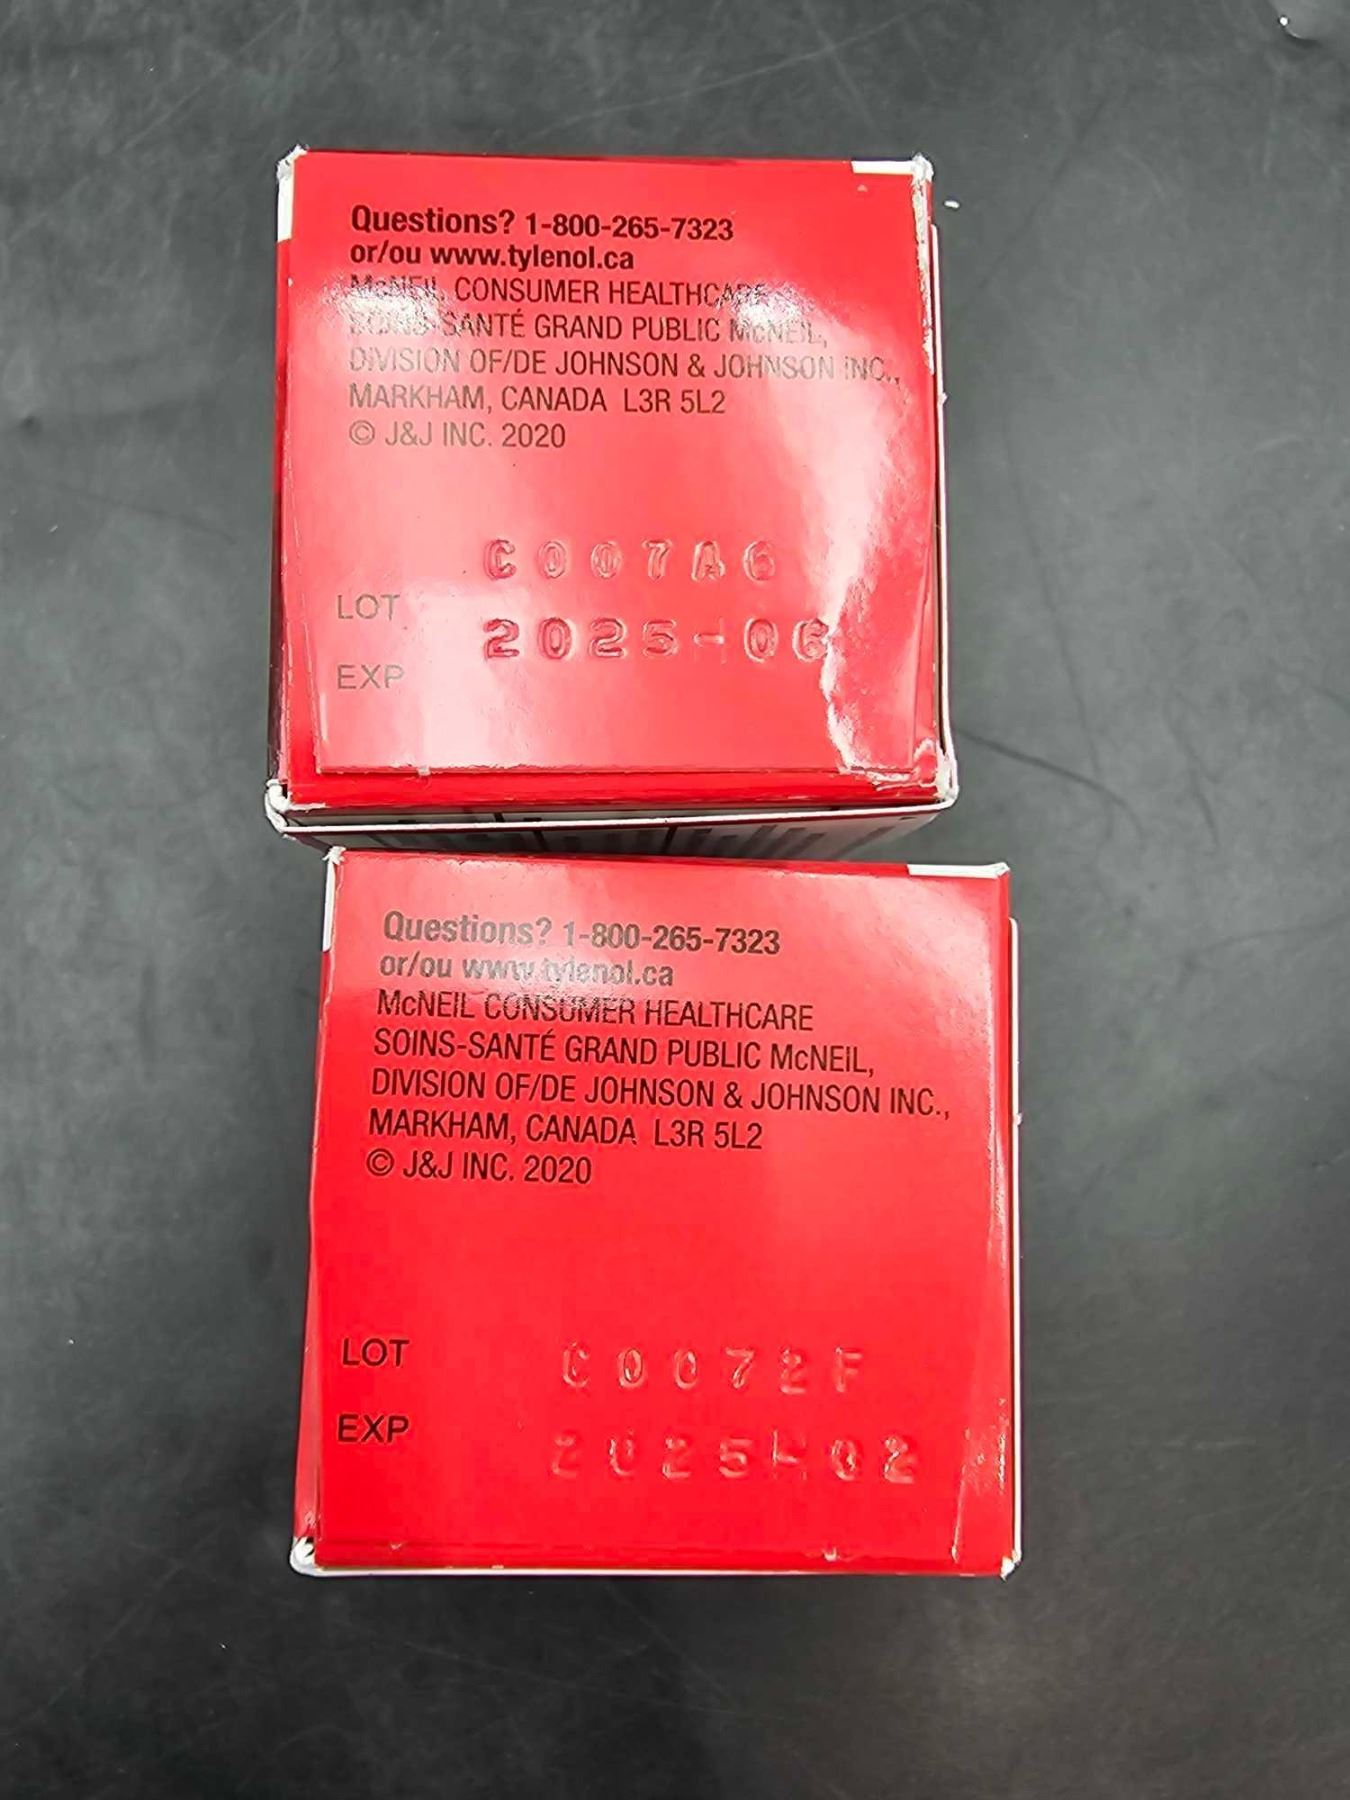 Questions? 1-800-265-7323
or/ou www.tylenol.ca
McNEIL CONSUMER HEALTHCARE
SOINS-SANTÉ GRAND PUBLIC McNEIL,
DIVISION OF/DE JOHNSON & JOHNSON INC.,
MARKHAM, CANADA L3R 5L2
© J&J INC. 2020
C007A6
LOT
2025-06
EXP
Questions? 1-800-265-7323
or/ou www.tylenol.ca
McNEIL CONSUMER HEALTHCARE
SOINS-SANTÉ GRAND PUBLIC McNEIL,
DIVISION OF/DE JOHNSON & JOHNSON INC.,
MARKHAM, CANADA L3R 5L2
© J&J INC. 2020
LOT C0072F
EXP 2025-02